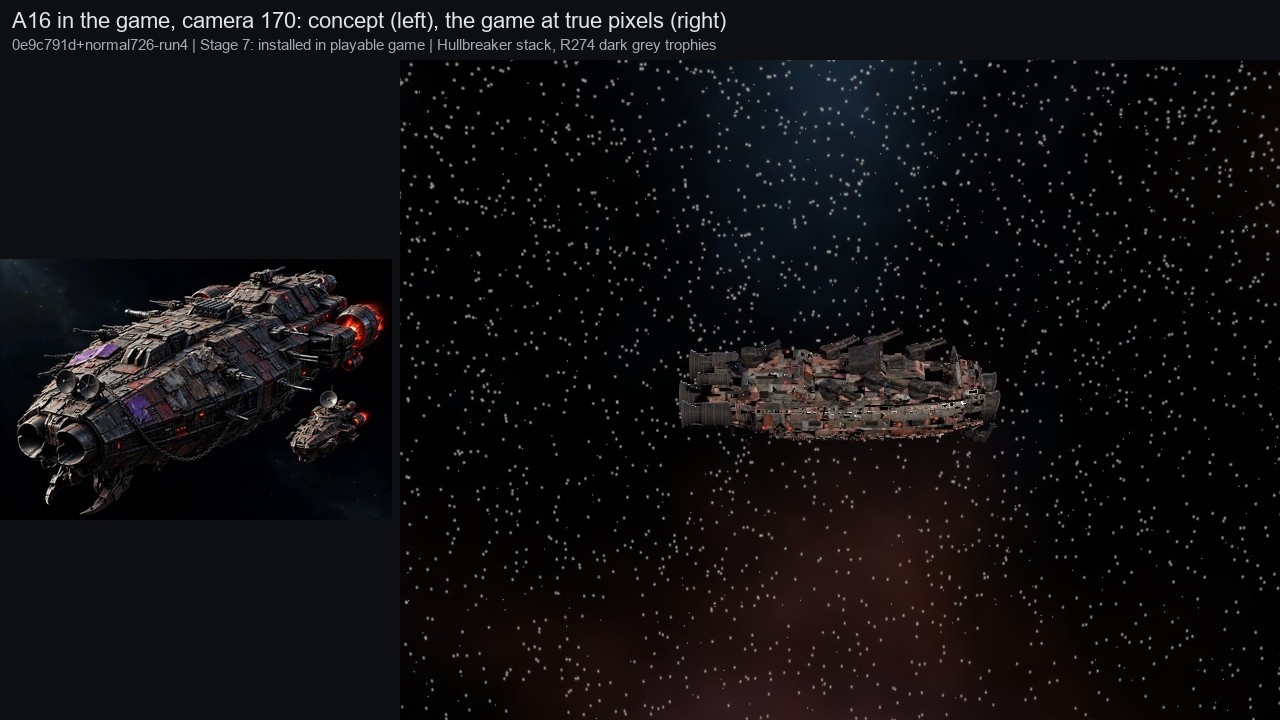 A16 in the game, camera 170: concept (left), the game at true pixels (right)
0e9c791d+normal726-run4 | Stage 7: installed in playable game | Hullbreaker stack, R274 dark grey trophies